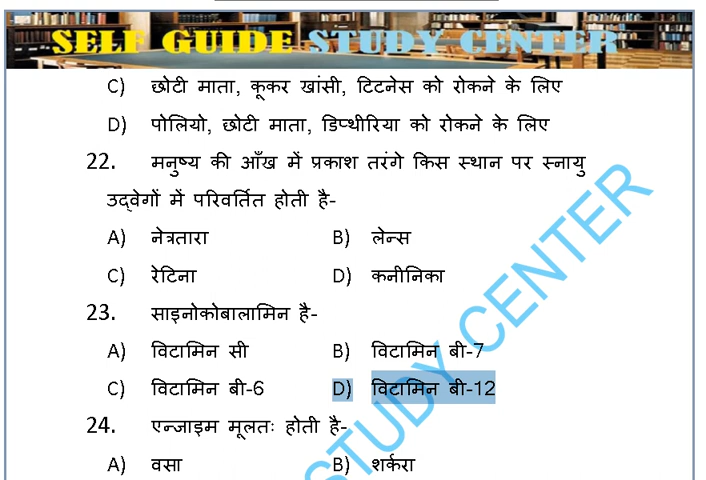 SELF GUIDE STUDY CENTER
C) छोटी माता, कूकर खांसी, टिटनेस को रोकने के लिए
D) पोलियो, छोटी माता, डिप्थीरिया को रोकने के लिए
22. मनुष्य की आँख में प्रकाश तरंगे किस स्थान पर स्नायु
उद्वेगों में परिवर्तित होती है-
A) नेत्रतारा B) लेन्स
C) रेटिना D) कनीनिका
23. साइनोकोबालामिन है-
A) विटामिन सी B) विटामिन बी-7
C) विटामिन बी-6 D) विटामिन बी-12
24. एन्जाइम मूलतः होती है-
A) वसा B) शर्करा
STUDY CENTER